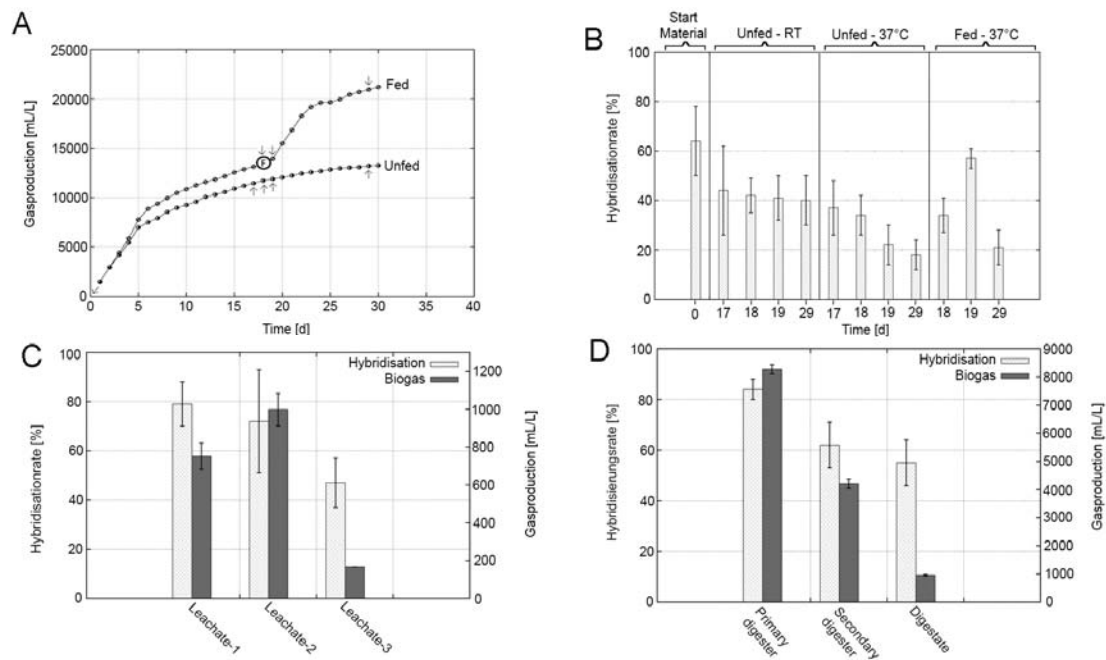 A
Gasproduction [mL/L]
25000
20000
15000
10000
5000
0
Fed
F
Unfed
0 5 10 15 20 25 30 35 40
Time [d]
B
Start Material
Unfed - RT
Unfed - 37°C
Fed - 37°C
Hybridisationrate [%]
100
80
60
40
20
0
0 17 18 19 29 17 18 19 29 18 19 29
Time [d]
C
Hybridisation
Biogas
Hybridisationrate [%]
100
80
60
40
20
0
Gasproduction [mL/L]
1200
1000
800
600
400
200
0
Leachate-1
Leachate-2
Leachate-3
D
Hybridisation
Biogas
Hybridisierungsrate [%]
100
80
60
40
20
0
Gasproduction [mL/L]
9000
8000
7000
6000
5000
4000
3000
2000
1000
0
Primary digester
Secondary digester
Digestate